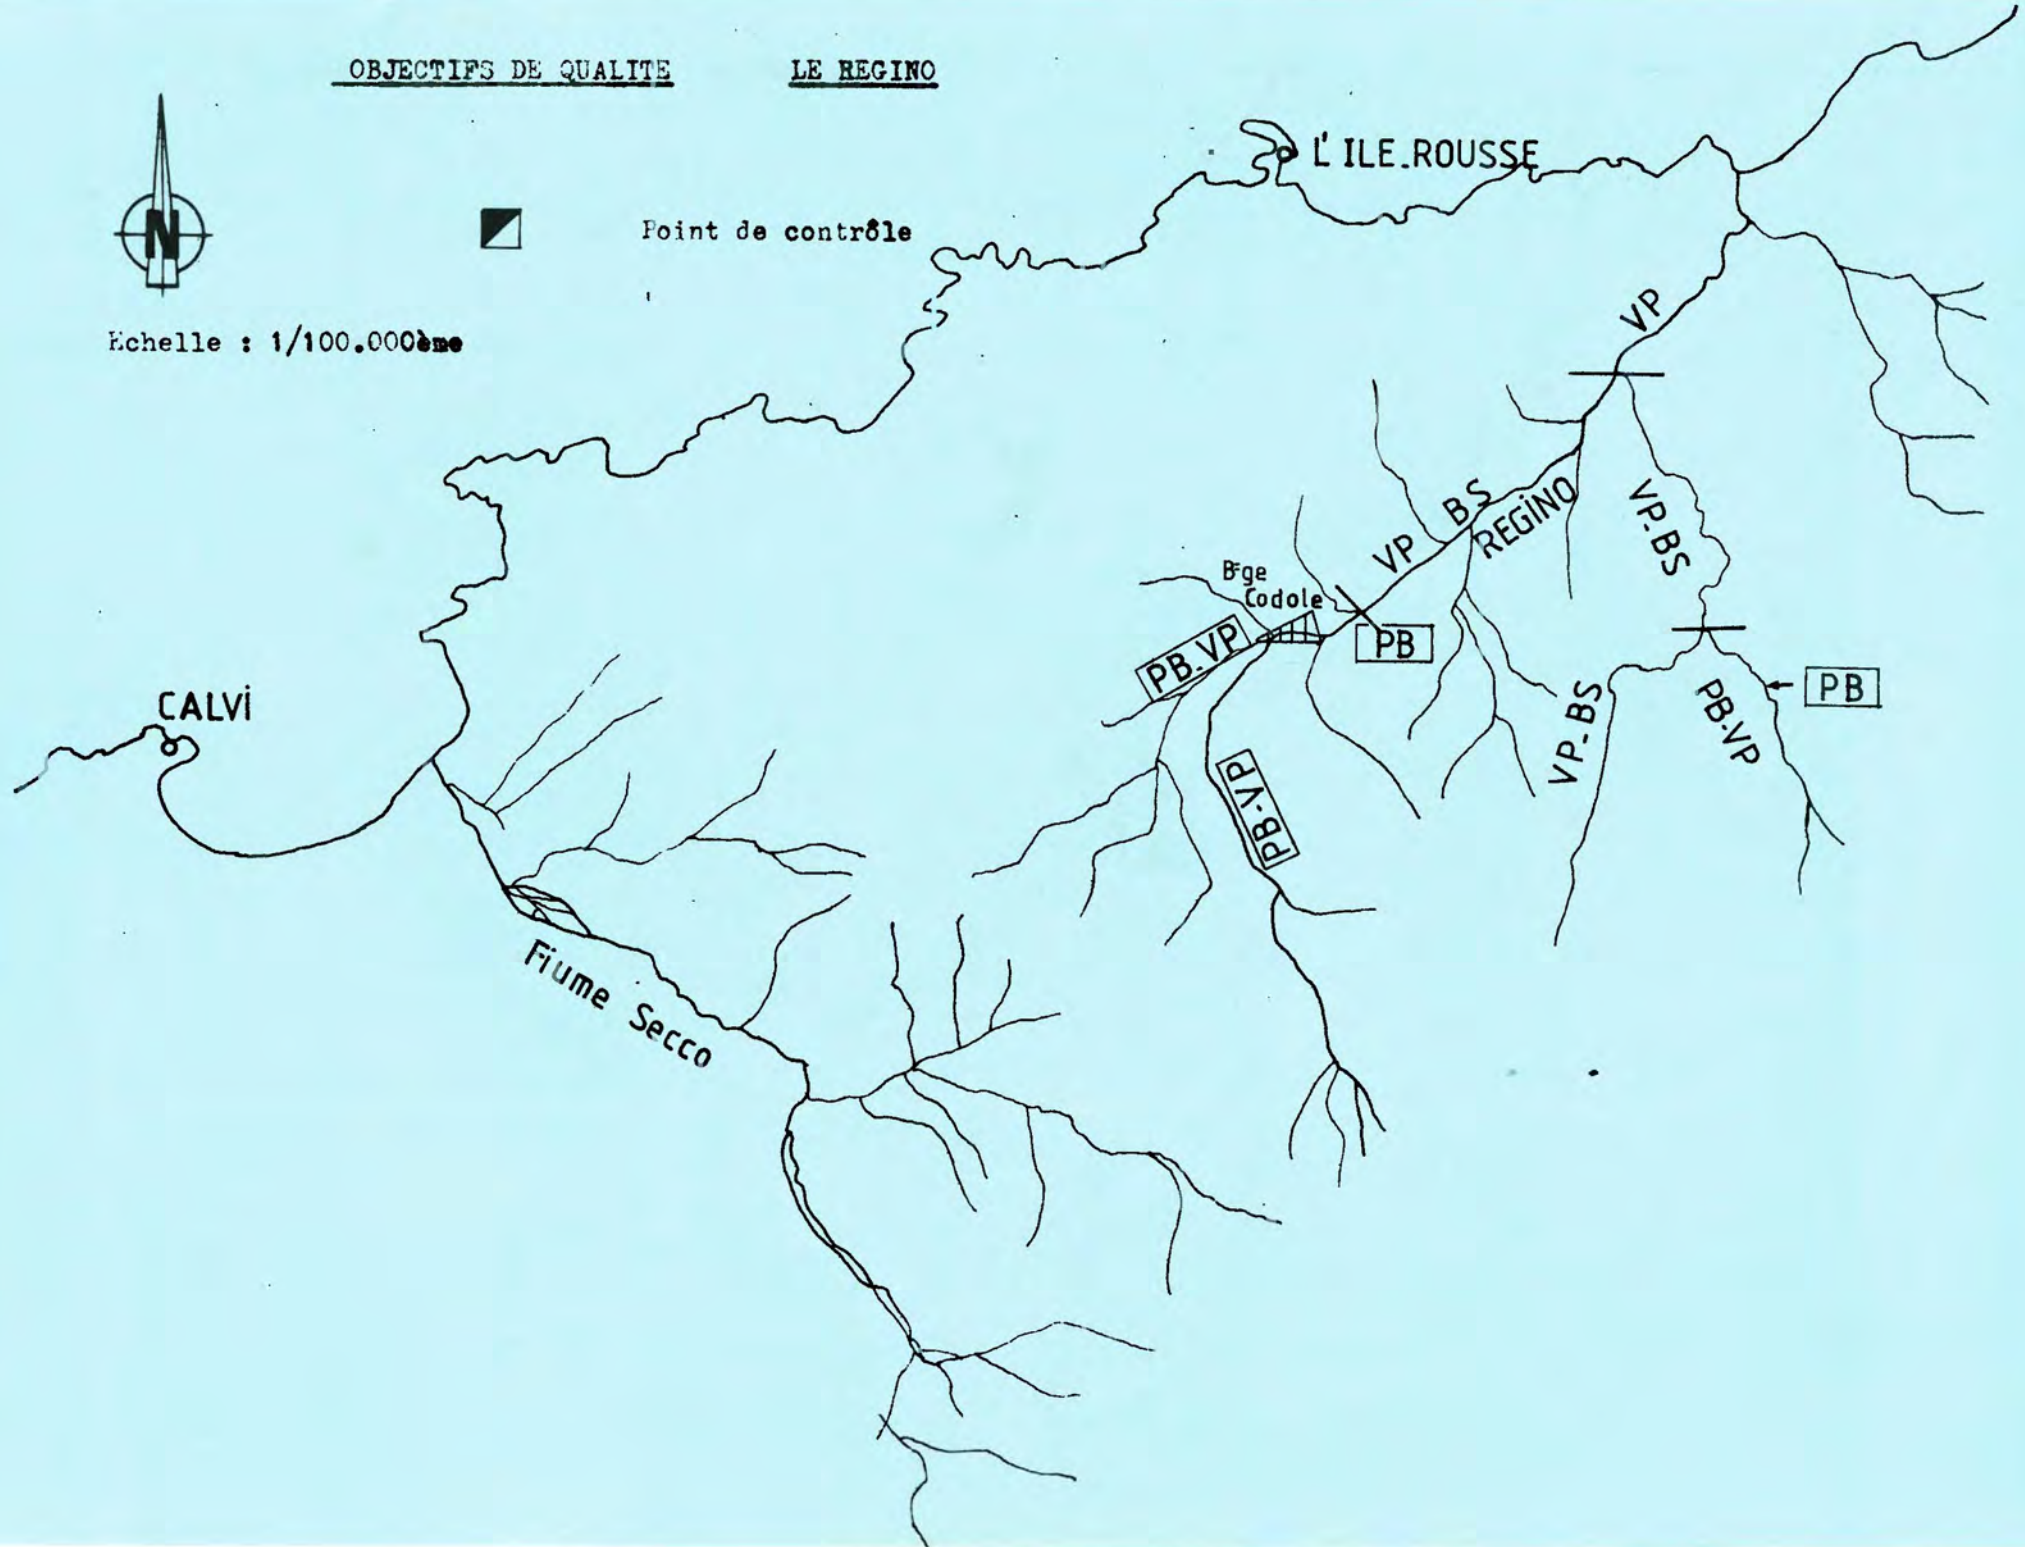 OBJECTIFS DE QUALITE LE REGINO
L'ILE-ROUSSE
N
Point de contrôle
Echelle : 1/100.000ème
VP
VP BS
REGINO
VP-BS
Bge
Codole
PB-VP
PB
PB
CALVI
VP-BS
PB-VP
PB-VP
Fiume Secco